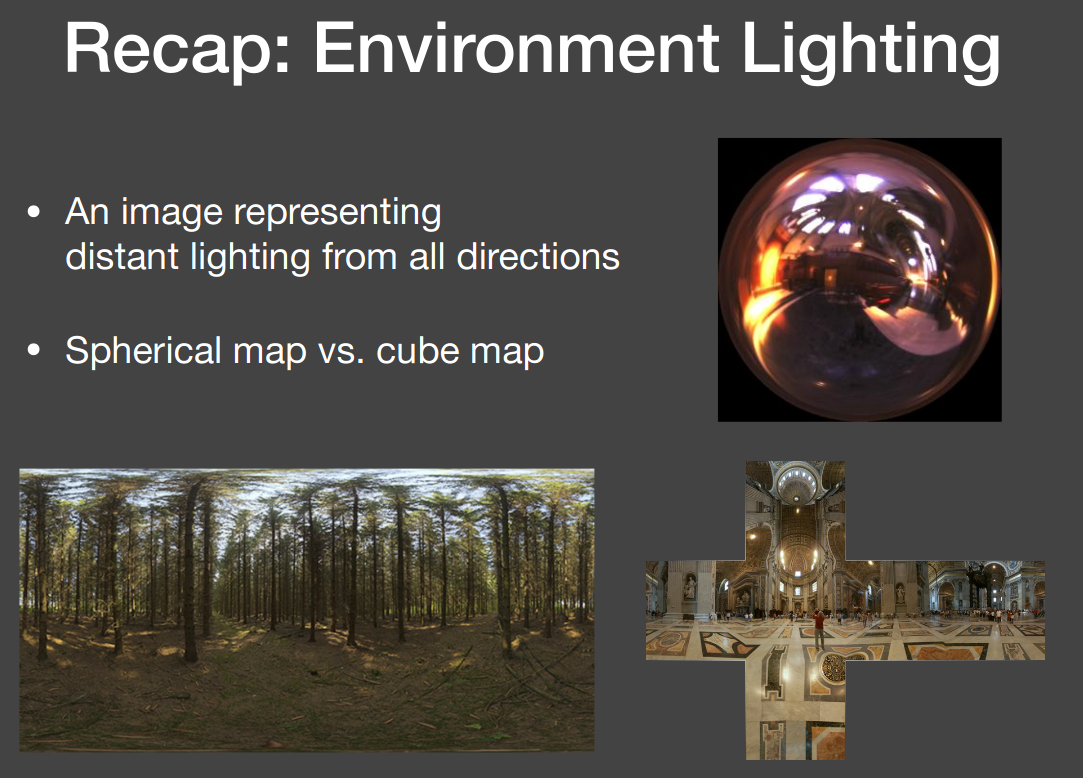 Recap: Environment Lighting
• An image representing
distant lighting from all directions
• Spherical map vs. cube map